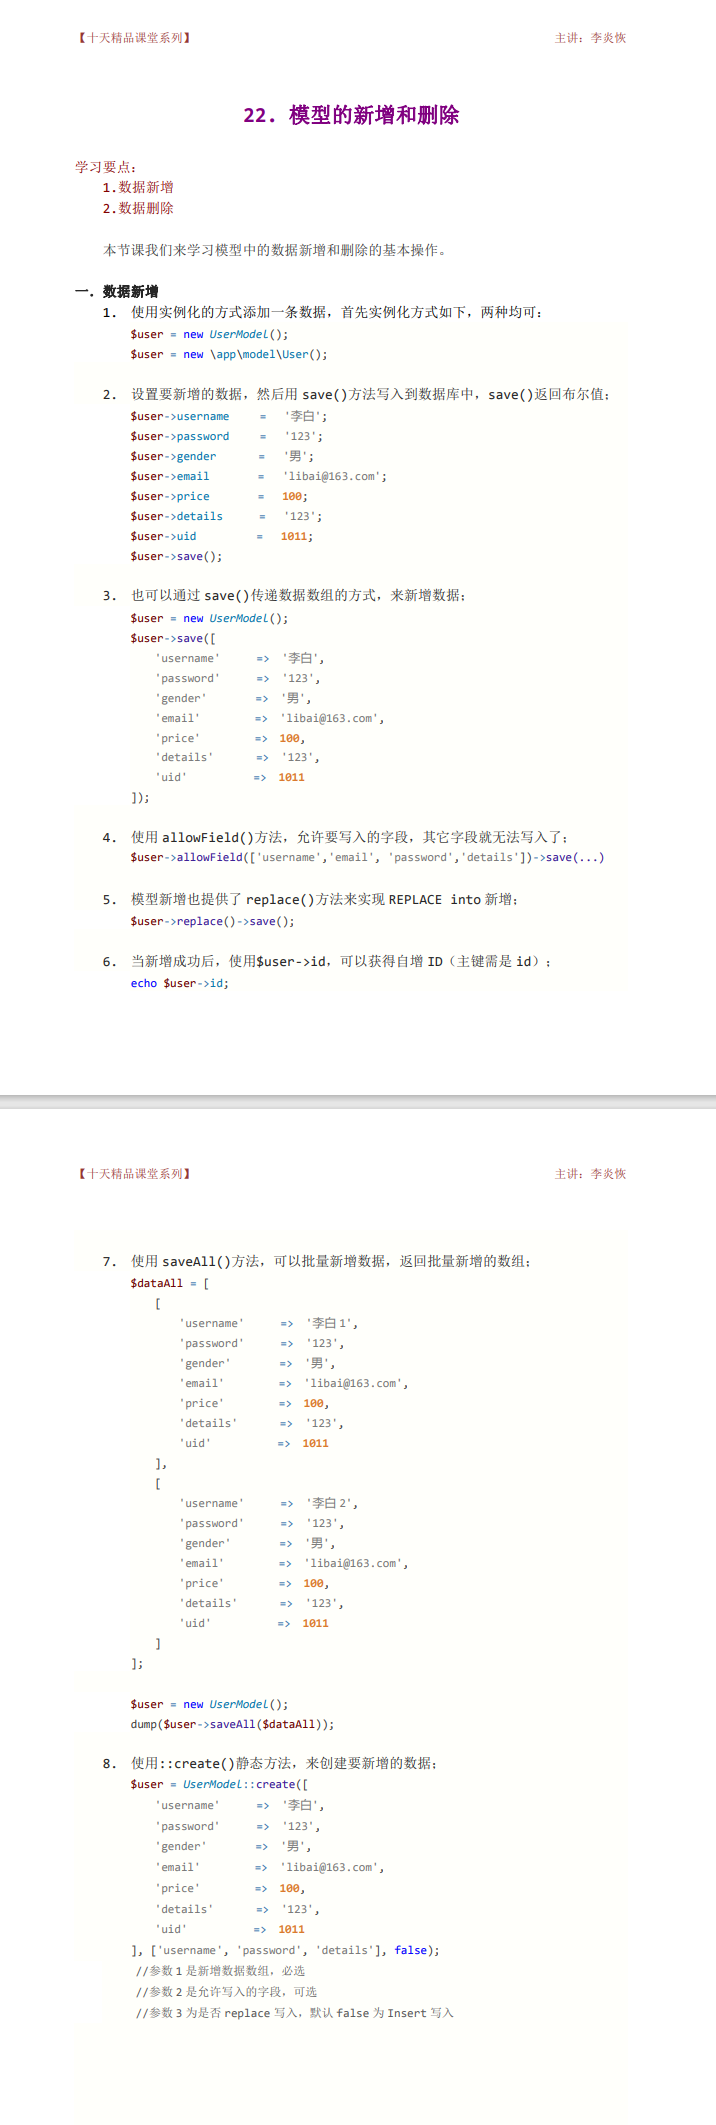 【十天精品课堂系列】 主讲：李炎恢
22．模型的新增和删除
学习要点：
1.数据新增
2.数据删除
本节课我们来学习模型中的数据新增和删除的基本操作。
一．数据新增
1. 使用实例化的方式添加一条数据，首先实例化方式如下，两种均可：
$user = new UserModel();
$user = new \app\model\User();
2. 设置要新增的数据，然后用 save()方法写入到数据库中，save()返回布尔值；
$user->username = '李白';
$user->password = '123';
$user->gender = '男';
$user->email = 'libai@163.com';
$user->price = 100;
$user->details = '123';
$user->uid = 1011;
$user->save();
3. 也可以通过 save()传递数据数组的方式，来新增数据；
$user = new UserModel();
$user->save([
'username' => '李白',
'password' => '123',
'gender' => '男',
'email' => 'libai@163.com',
'price' => 100,
'details' => '123',
'uid' => 1011
]);
4. 使用 allowField()方法，允许要写入的字段，其它字段就无法写入了；
$user->allowField(['username','email', 'password','details'])->save(...)
5. 模型新增也提供了 replace()方法来实现 REPLACE into 新增；
$user->replace()->save();
6. 当新增成功后，使用$user->id，可以获得自增 ID（主键需是 id）；
echo $user->id;
【十天精品课堂系列】 主讲：李炎恢
7. 使用 saveAll()方法，可以批量新增数据，返回批量新增的数组；
$dataAll = [
[
'username' => '李白 1',
'password' => '123',
'gender' => '男',
'email' => 'libai@163.com',
'price' => 100,
'details' => '123',
'uid' => 1011
],
[
'username' => '李白 2',
'password' => '123',
'gender' => '男',
'email' => 'libai@163.com',
'price' => 100,
'details' => '123',
'uid' => 1011
]
];
$user = new UserModel();
dump($user->saveAll($dataAll));
8. 使用::create()静态方法，来创建要新增的数据；
$user = UserModel::create([
'username' => '李白',
'password' => '123',
'gender' => '男',
'email' => 'libai@163.com',
'price' => 100,
'details' => '123',
'uid' => 1011
], ['username', 'password', 'details'], false);
//参数 1 是新增数据数组，必选
//参数 2 是允许写入的字段，可选
//参数 3 为是否 replace 写入，默认 false 为 Insert 写入